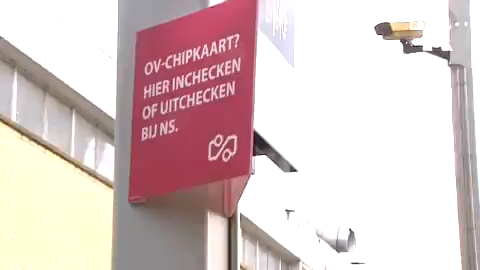 OV-CHIPKAART?
HIER INCHECKEN
OF UITCHECKEN
BIJ NS.